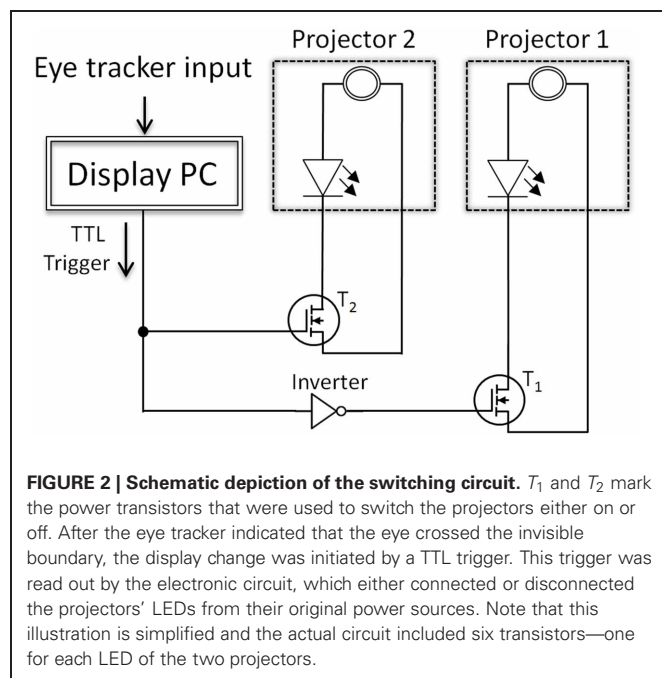 Projector 2
Projector 1
Eye tracker input
Display PC
TTL
Trigger
T2
Inverter
T1
FIGURE 2 | Schematic depiction of the switching circuit. T1 and T2 mark
the power transistors that were used to switch the projectors either on or
off. After the eye tracker indicated that the eye crossed the invisible
boundary, the display change was initiated by a TTL trigger. This trigger was
read out by the electronic circuit, which either connected or disconnected
the projectors' LEDs from their original power sources. Note that this
illustration is simplified and the actual circuit included six transistors—one
for each LED of the two projectors.